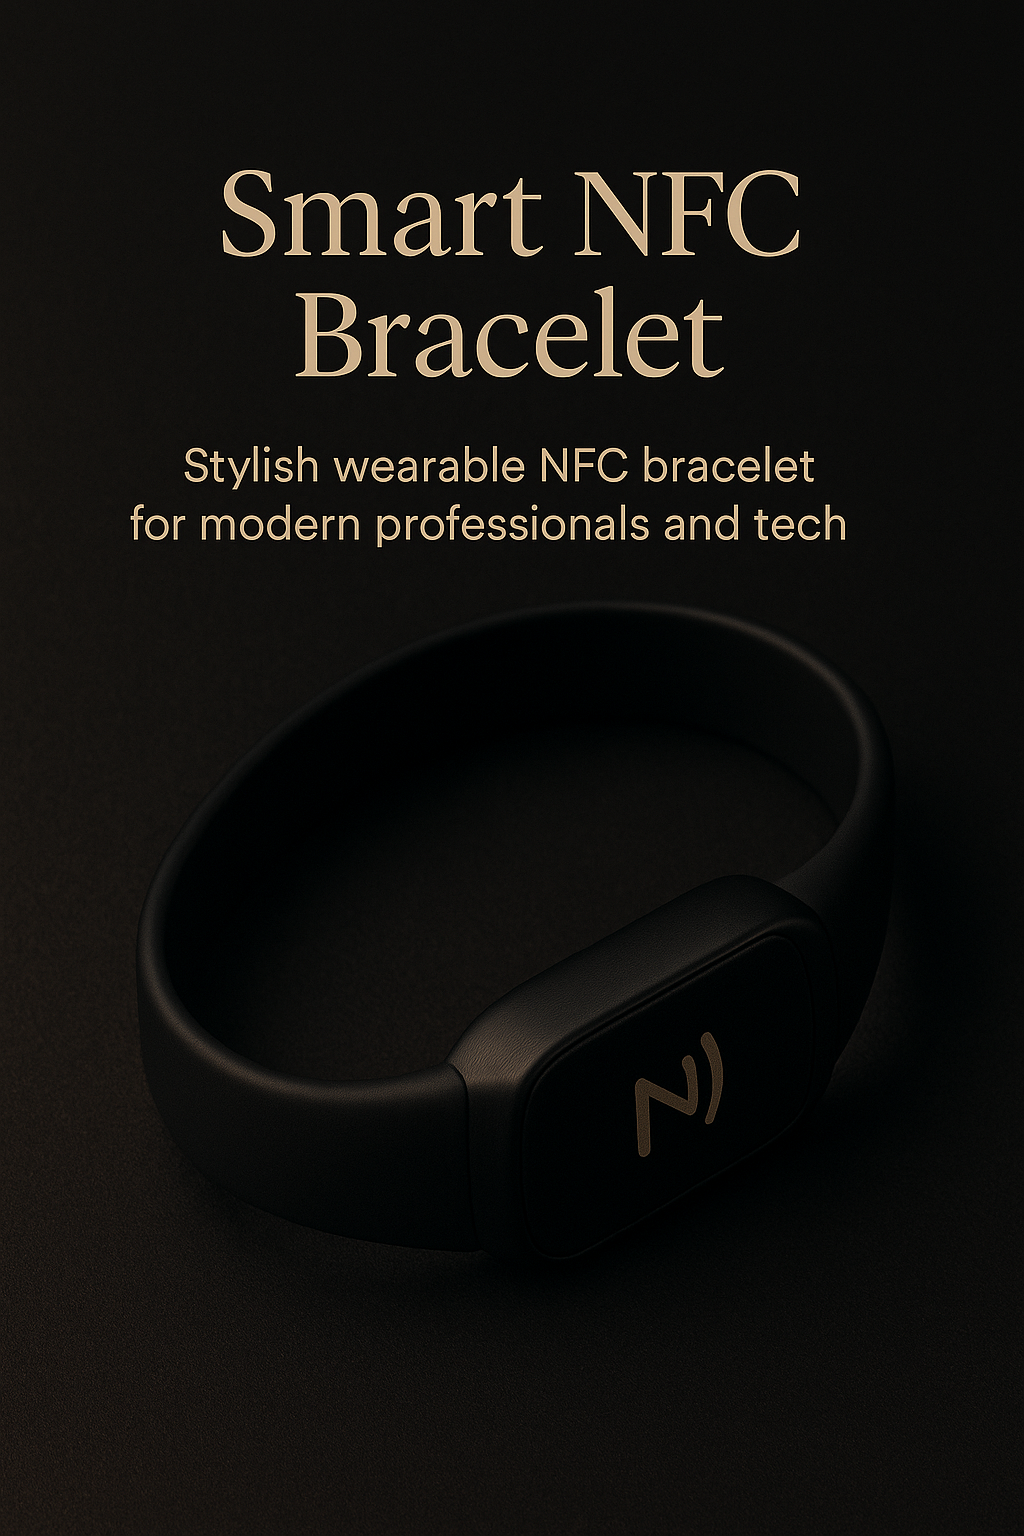 Smart NFC
Bracelet
Stylish wearable NFC bracelet
for modern professionals and tech